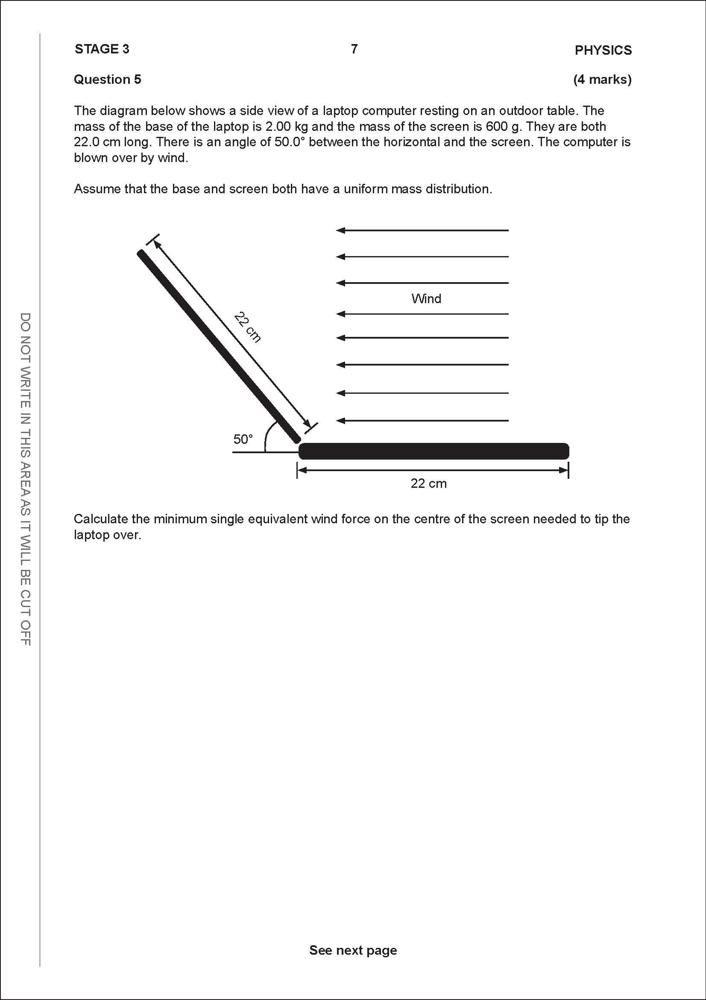 STAGE 3 7 PHYSICS
Question 5 (4 marks)
The diagram below shows a side view of a laptop computer resting on an outdoor table. The
mass of the base of the laptop is 2.00 kg and the mass of the screen is 600 g. They are both
22.0 cm long. There is an angle of 50.0° between the horizontal and the screen. The computer is
blown over by wind.
Assume that the base and screen both have a uniform mass distribution.
22 cm
Wind
50°
22 cm
Calculate the minimum single equivalent wind force on the centre of the screen needed to tip the
laptop over.
DO NOT WRITE IN THIS AREA AS IT WILL BE CUT OFF
See next page